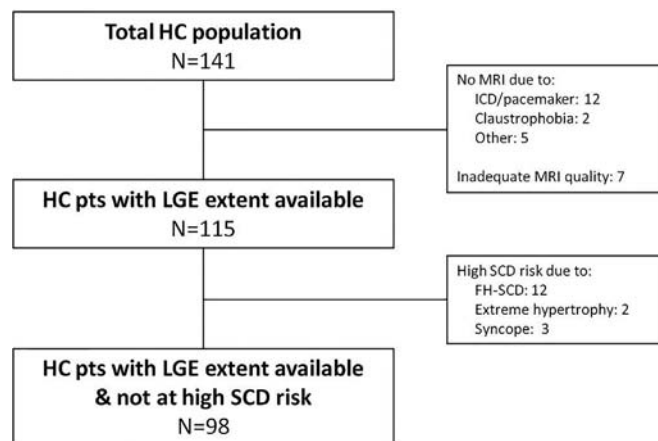 Total HC population
N=141
No MRI due to:
ICD/pacemaker: 12
Claustrophobia: 2
Other: 5
Inadequate MRI quality: 7
HC pts with LGE extent available
N=115
High SCD risk due to:
FH-SCD: 12
Extreme hypertrophy: 2
Syncope: 3
HC pts with LGE extent available
& not at high SCD risk
N=98